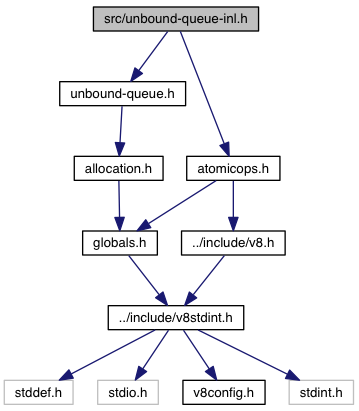 src/unbound-queue-inl.h
unbound-queue.h
allocation.h
atomicops.h
globals.h
../include/v8.h
../include/v8stdint.h
stddef.h
stdio.h
v8config.h
stdint.h